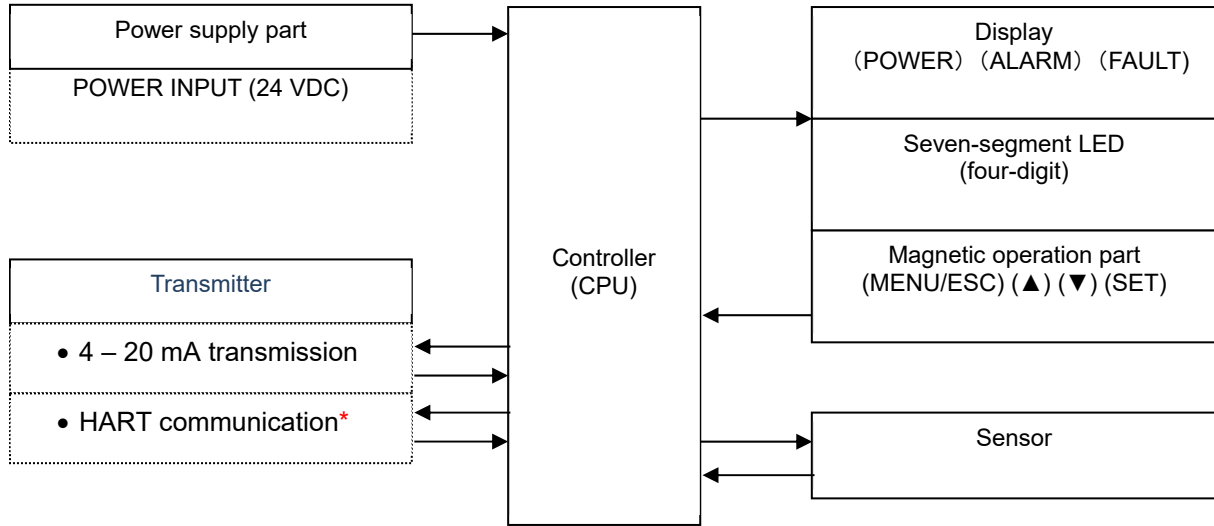 Power supply part
POWER INPUT (24 VDC)
Transmitter
• 4 – 20 mA transmission
• HART communication*
Controller
(CPU)
Display
（POWER）（ALARM）（FAULT）
Seven-segment LED
(four-digit)
Magnetic operation part
(MENU/ESC) (▲) (▼) (SET)
Sensor